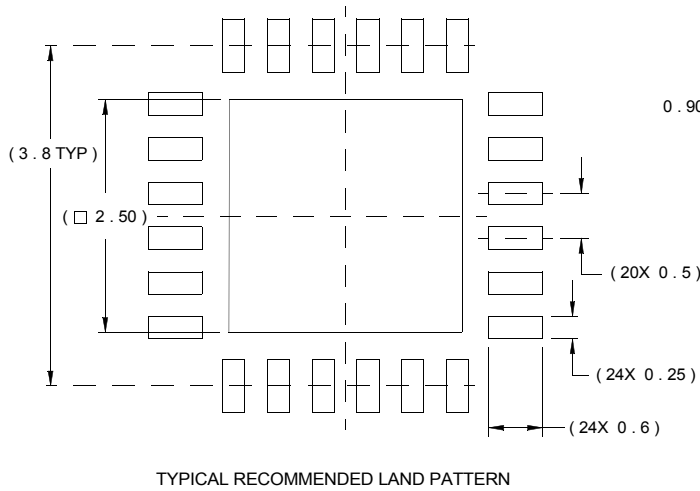 0 . 90
( 3 . 8 TYP )
( □ 2 . 50 )
( 20X 0 . 5 )
( 24X 0 . 25 )
( 24X 0 . 6 )
TYPICAL RECOMMENDED LAND PATTERN